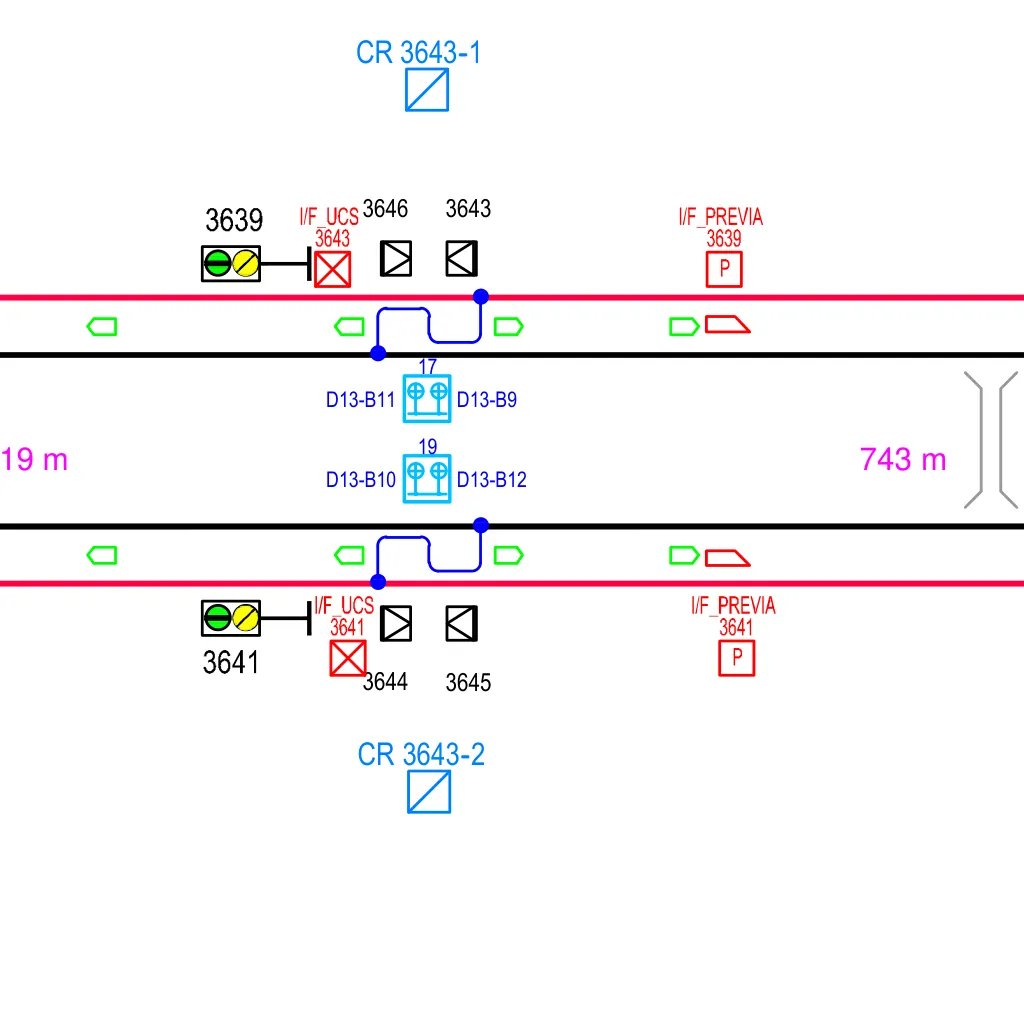 CR 3643-1
3639
I/F_UCS
3643
3646
3643
I/F_PREVIA
3639
P
17
D13-B11
D13-B9
19 m
19
743 m
D13-B10
D13-B12
3641
I/F_UCS
3641
3644
3645
I/F_PREVIA
3641
P
CR 3643-2